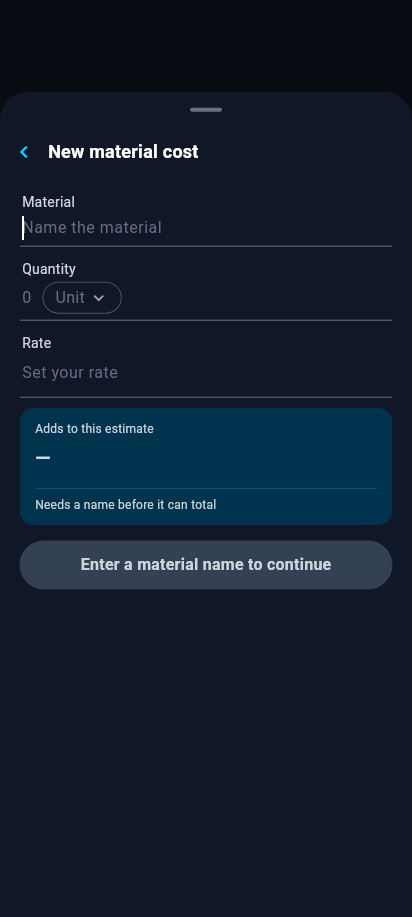 New material cost
Material
Name the material
Quantity
0 Unit
Rate
Set your rate
Adds to this estimate
—
Needs a name before it can total
Enter a material name to continue